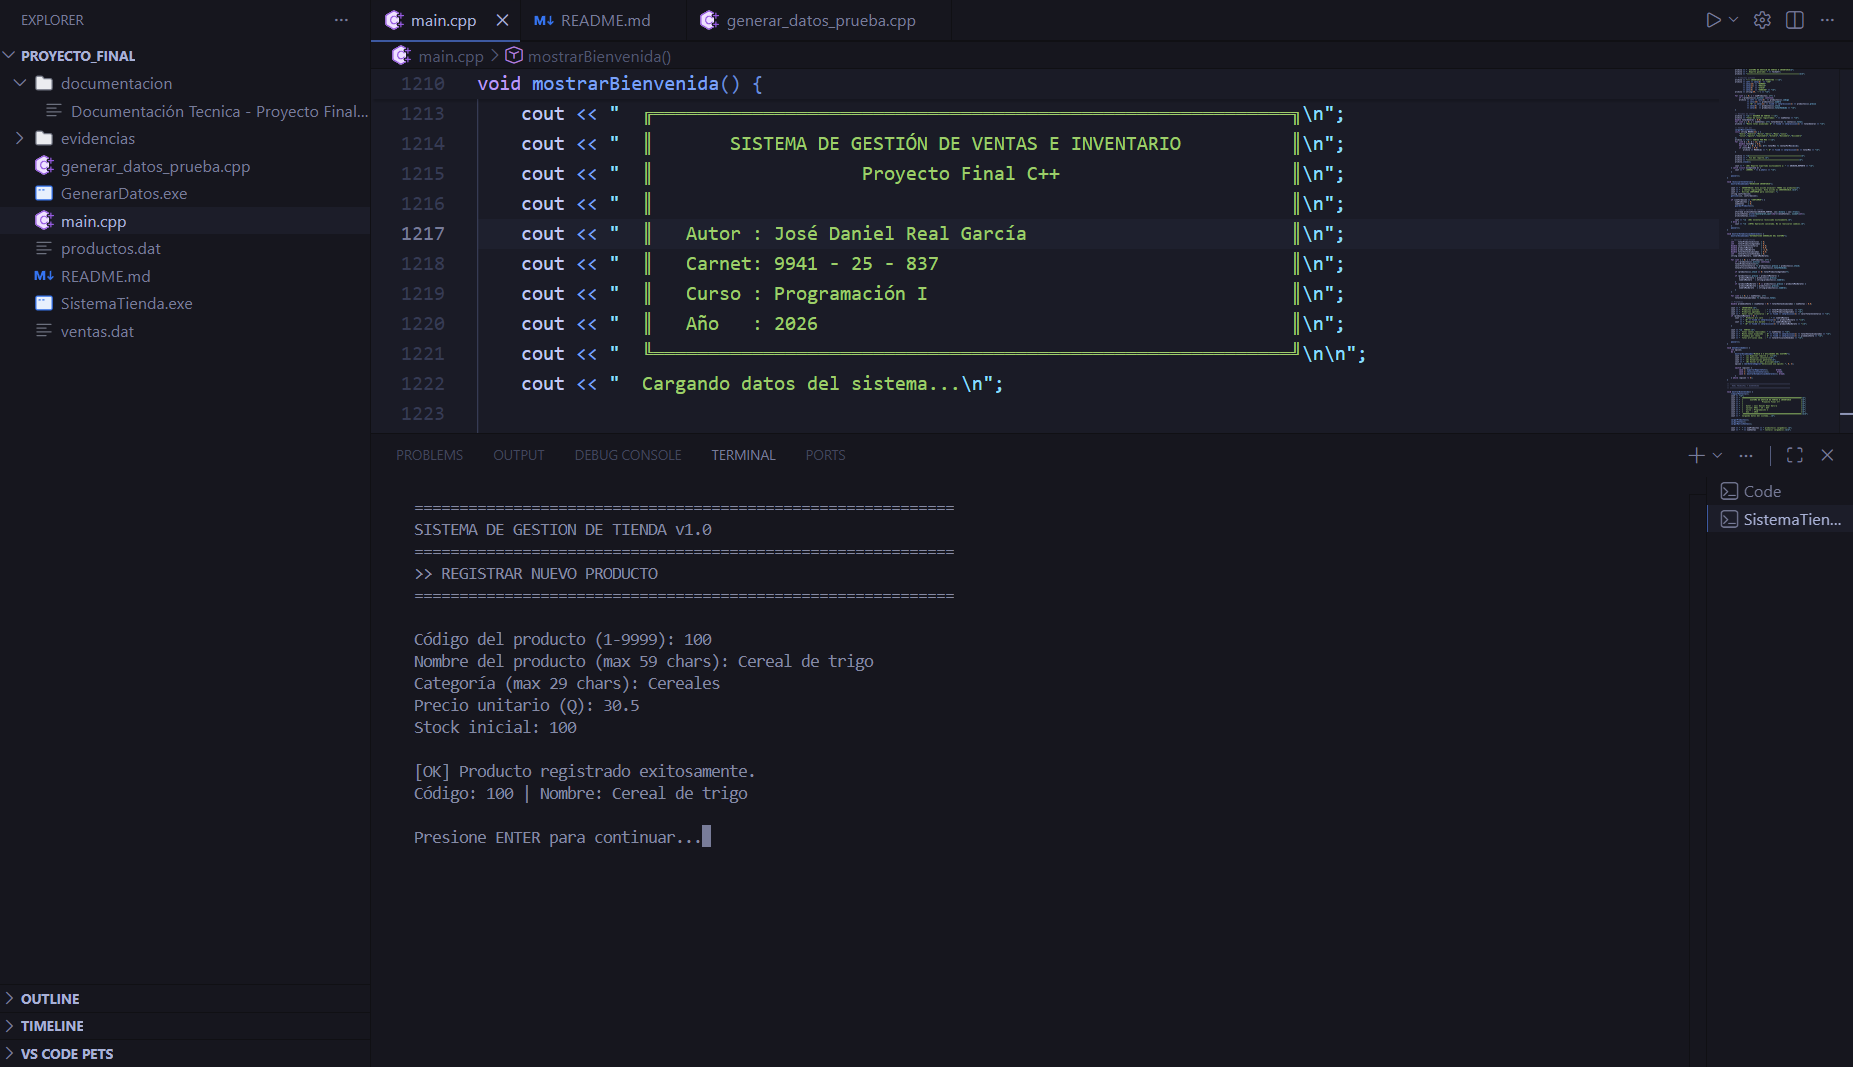 EXPLORER
PROYECTO_FINAL
documentacion
Documentación Tecnica - Proyecto Final...
evidencias
generar_datos_prueba.cpp
GenerarDatos.exe
main.cpp
productos.dat
README.md
SistemaTienda.exe
ventas.dat
OUTLINE
TIMELINE
VS CODE PETS
main.cpp
README.md
generar_datos_prueba.cpp
main.cpp > mostrarBienvenida()
1210 void mostrarBienvenida() {
1213 cout << " ╔══════════════════════════════════════════════════════════╗\n";
1214 cout << " ║ SISTEMA DE GESTIÓN DE VENTAS E INVENTARIO ║\n";
1215 cout << " ║ Proyecto Final C++ ║\n";
1216 cout << " ║ ║\n";
1217 cout << " ║ Autor : José Daniel Real García ║\n";
1218 cout << " ║ Carnet: 9941 - 25 - 837 ║\n";
1219 cout << " ║ Curso : Programación I ║\n";
1220 cout << " ║ Año : 2026 ║\n";
1221 cout << " ╚══════════════════════════════════════════════════════════╝\n\n";
1222 cout << " Cargando datos del sistema...\n";
1223
PROBLEMS OUTPUT DEBUG CONSOLE TERMINAL PORTS
============================================================
SISTEMA DE GESTION DE TIENDA v1.0
============================================================
>> REGISTRAR NUEVO PRODUCTO
============================================================
Código del producto (1-9999): 100
Nombre del producto (max 59 chars): Cereal de trigo
Categoría (max 29 chars): Cereales
Precio unitario (Q): 30.5
Stock inicial: 100
[OK] Producto registrado exitosamente.
Código: 100 | Nombre: Cereal de trigo
Presione ENTER para continuar...
Code
SistemaTien...